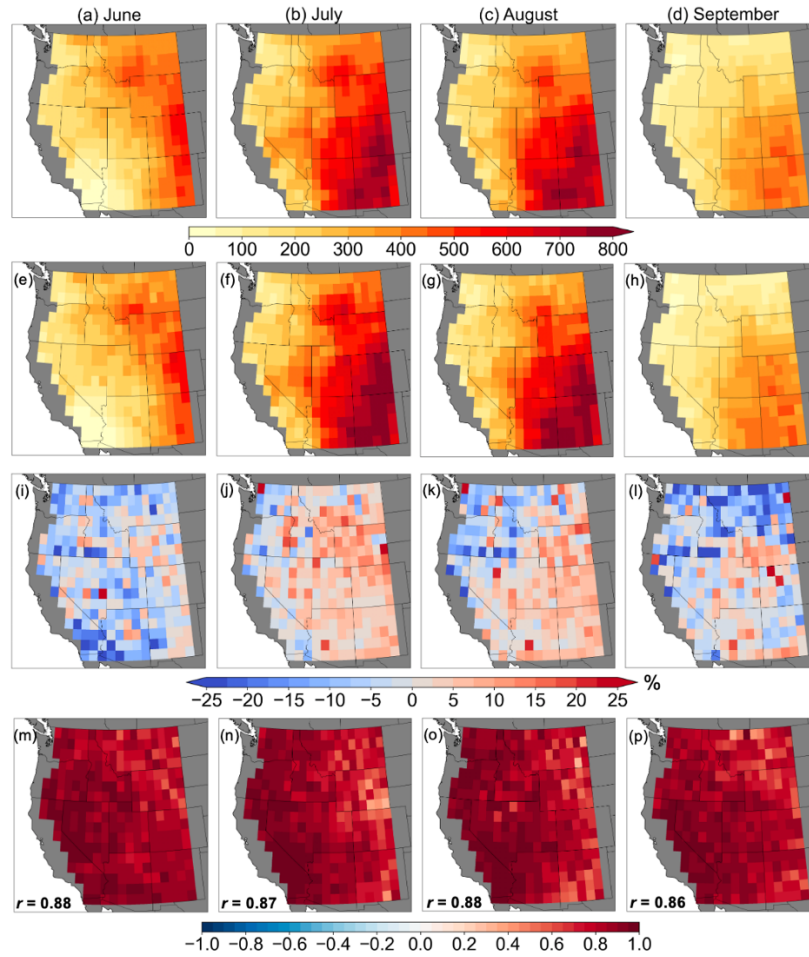 (a) June (b) July (c) August (d) September
0 100 200 300 400 500 600 700 800
(e) (f) (g) (h)
(i) (j) (k) (l)
−25 −20 −15 −10 −5 0 5 10 15 20 25 %
(m) (n) (o) (p)
r = 0.88 r = 0.87 r = 0.88 r = 0.86
−1.0 −0.8 −0.6 −0.4 −0.2 0.0 0.2 0.4 0.6 0.8 1.0